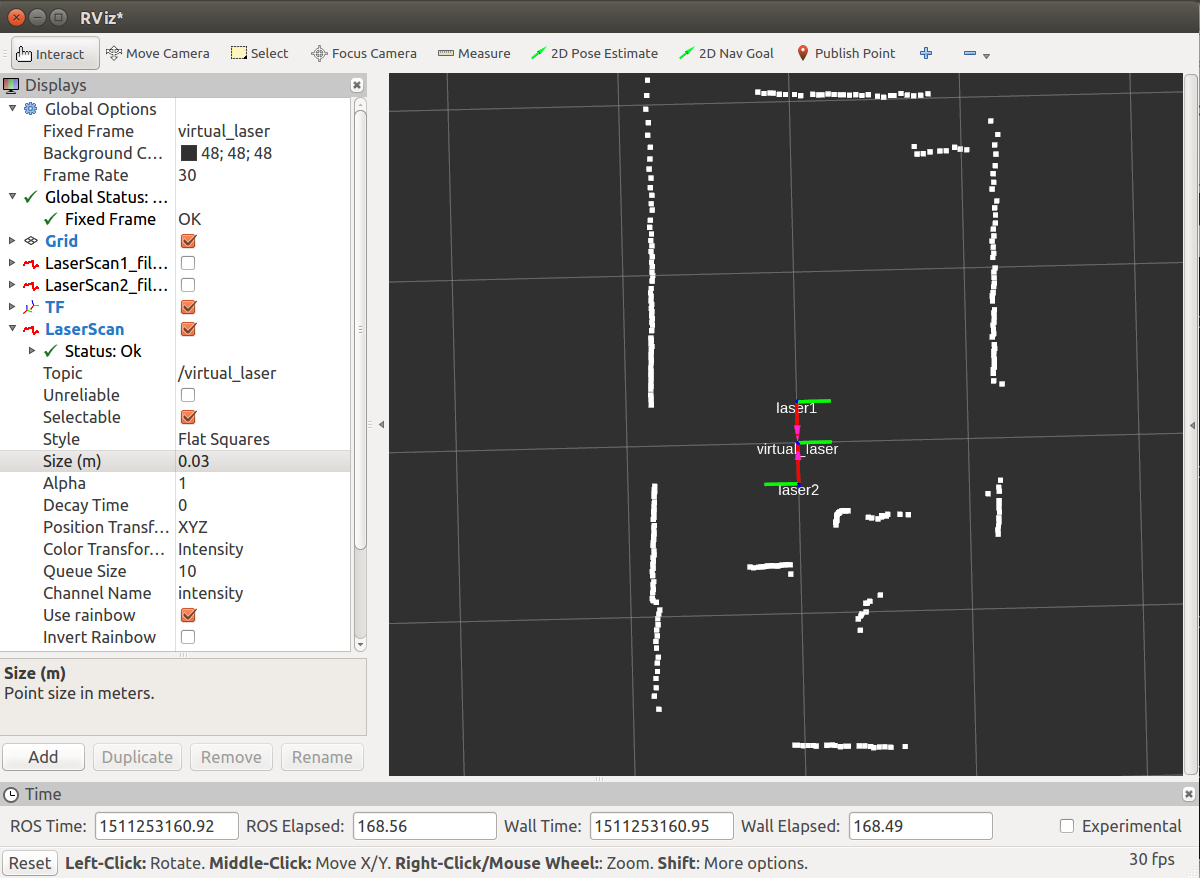 RViz*
Interact Move Camera Select Focus Camera Measure 2D Pose Estimate 2D Nav Goal Publish Point
Displays
Global Options
Fixed Frame virtual_laser
Background C... 48; 48; 48
Frame Rate 30
Global Status: ...
Fixed Frame OK
Grid
LaserScan1_fil...
LaserScan2_fil...
TF
LaserScan
Status: Ok
Topic /virtual_laser
Unreliable
Selectable
Style Flat Squares
Size (m) 0.03
Alpha 1
Decay Time 0
Position Transf... XYZ
Color Transfor... Intensity
Queue Size 10
Channel Name intensity
Use rainbow
Invert Rainbow
Size (m)
Point size in meters.
Add Duplicate Remove Rename
laser1
virtual_laser
laser2
Time
ROS Time: 1511253160.92 ROS Elapsed: 168.56 Wall Time: 1511253160.95 Wall Elapsed: 168.49 Experimental
Reset Left-Click: Rotate. Middle-Click: Move X/Y. Right-Click/Mouse Wheel:: Zoom. Shift: More options. 30 fps